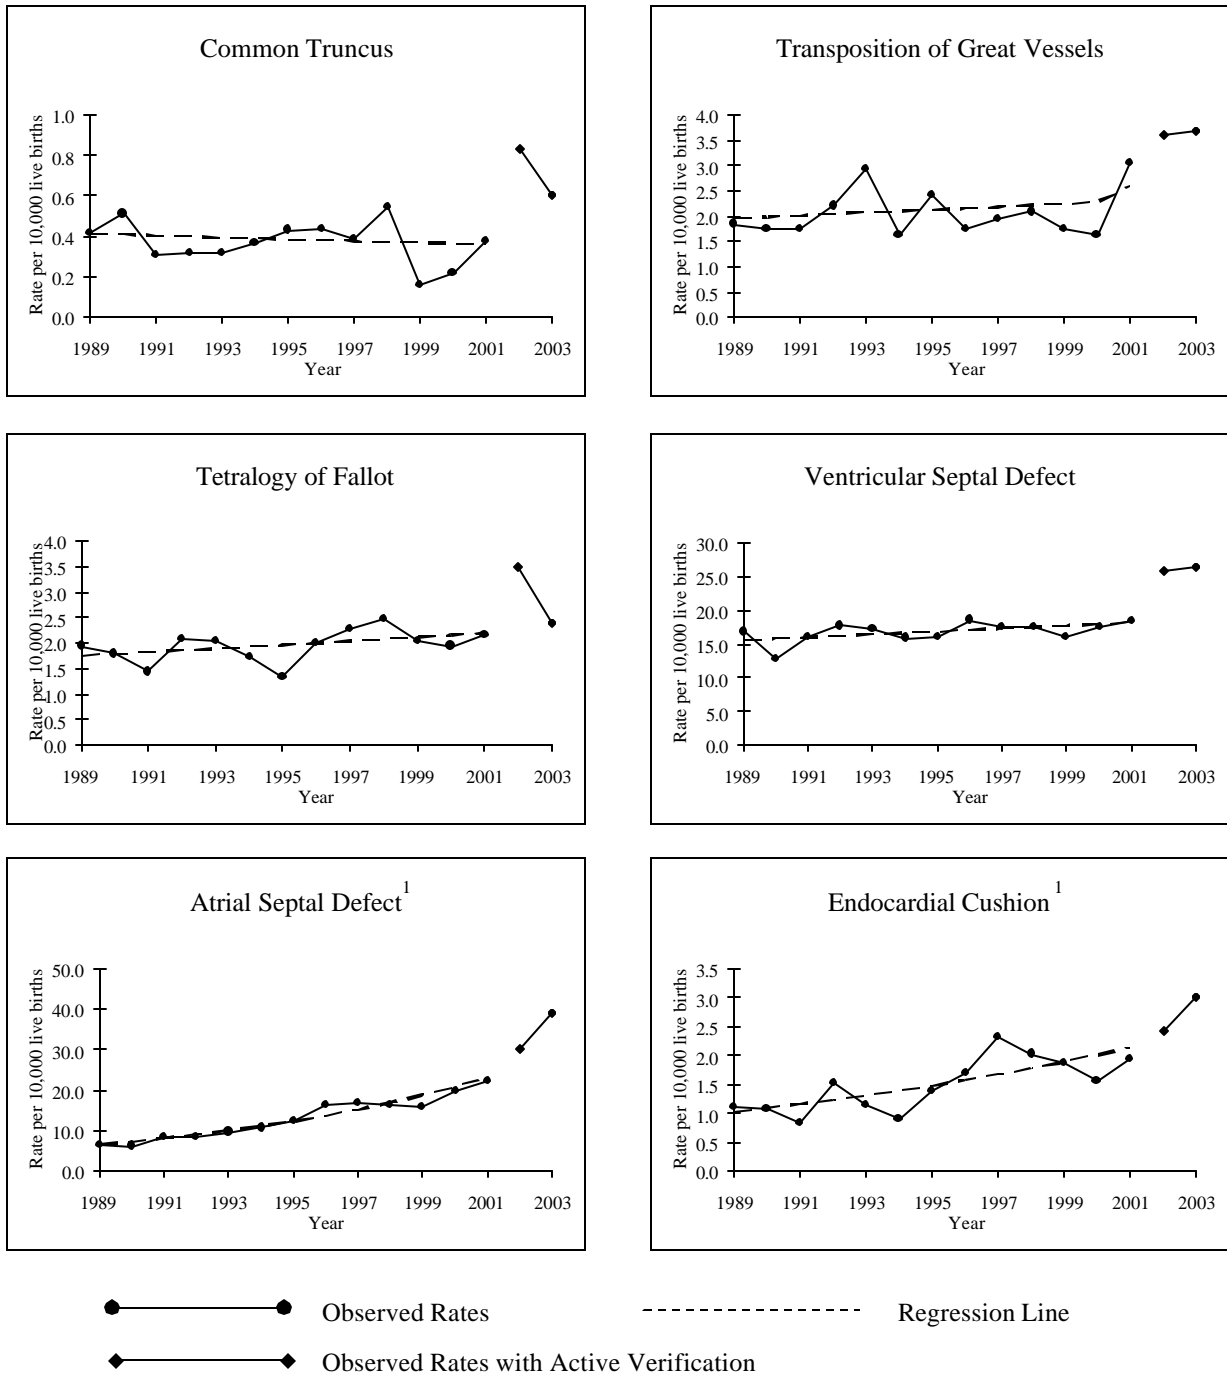 Common Truncus
Rate per 10,000 live births
1.0
0.8
0.6
0.4
0.2
0.0
1989 1991 1993 1995 1997 1999 2001 2003
Year
Transposition of Great Vessels
Rate per 10,000 live births
4.0
3.5
3.0
2.5
2.0
1.5
1.0
0.5
0.0
1989 1991 1993 1995 1997 1999 2001 2003
Year
Tetralogy of Fallot
Rate per 10,000 live births
4.0
3.5
3.0
2.5
2.0
1.5
1.0
0.5
0.0
1989 1991 1993 1995 1997 1999 2001 2003
Year
Ventricular Septal Defect
Rate per 10,000 live births
30.0
25.0
20.0
15.0
10.0
5.0
0.0
1989 1991 1993 1995 1997 1999 2001 2003
Year
Atrial Septal Defect1
Rate per 10,000 live births
50.0
40.0
30.0
20.0
10.0
0.0
1989 1991 1993 1995 1997 1999 2001 2003
Year
Endocardial Cushion 1
Rate per 10,000 live births
3.5
3.0
2.5
2.0
1.5
1.0
0.5
0.0
1989 1991 1993 1995 1997 1999 2001 2003
Year
Observed Rates
Regression Line
Observed Rates with Active Verification